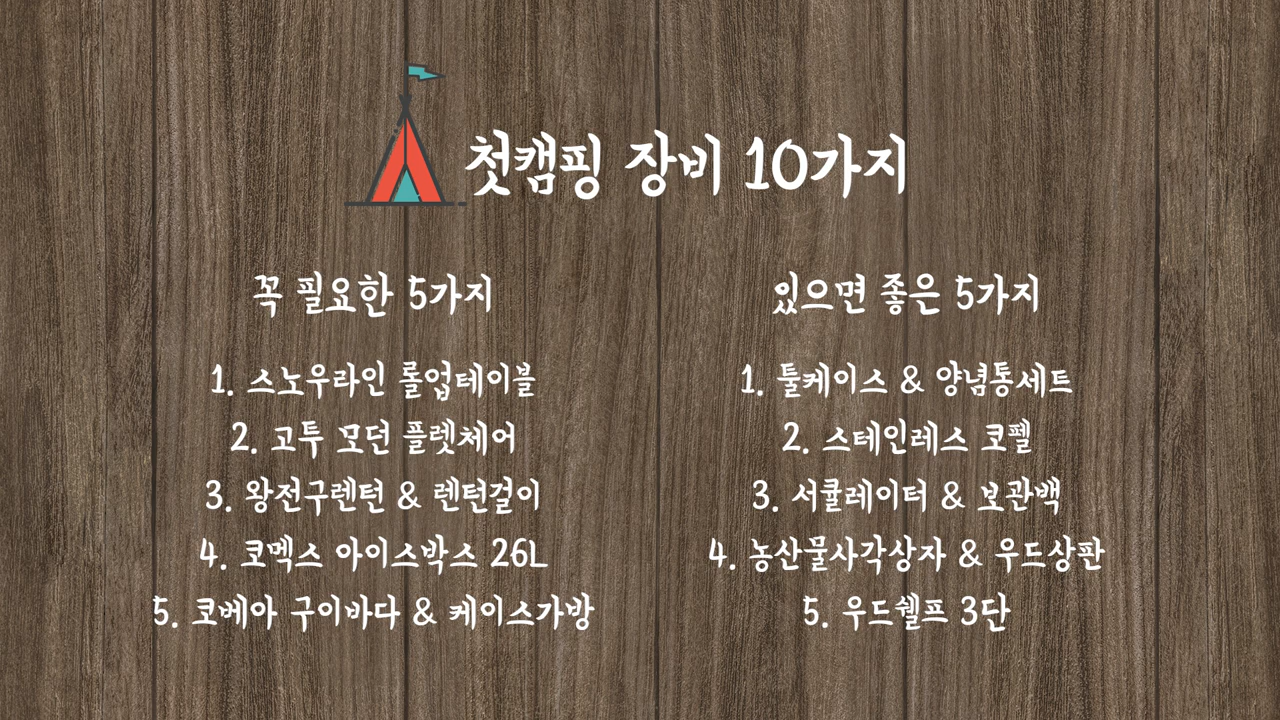 첫캠핑 장비 10가지
꼭 필요한 5가지
1. 스노우라인 롤업테이블
2. 고투 모던 플렛체어
3. 왕전구렌턴 & 렌턴걸이
4. 코멕스 아이스박스 26L
5. 코베아 구이바다 & 케이스가방
있으면 좋은 5가지
1. 툴케이스 & 양념통세트
2. 스테인레스 코펠
3. 서큘레이터 & 보관백
4. 농산물사각상자 & 우드상판
5. 우드쉘프 3단